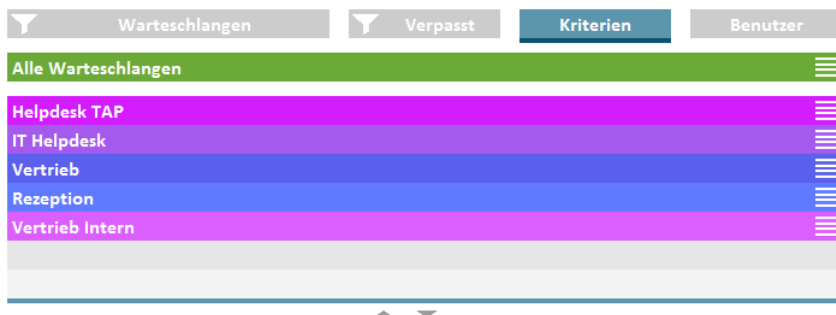 Warteschlangen Verpasst Kriterien Benutzer
Alle Warteschlangen
Helpdesk TAP
IT Helpdesk
Vertrieb
Rezeption
Vertrieb Intern